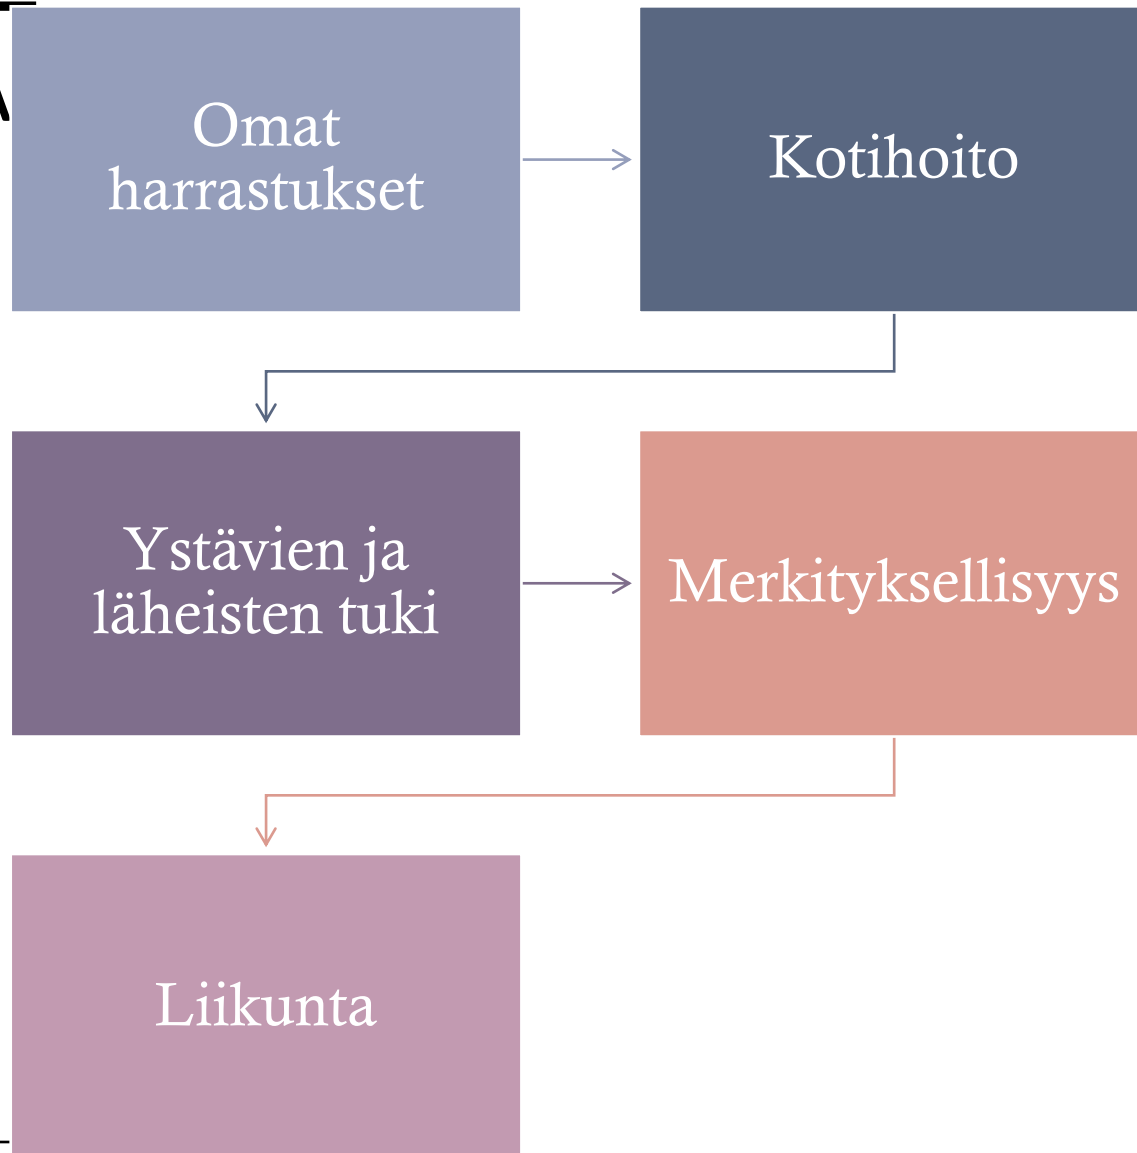 Omat
harrastukset
Kotihoito
Ystävien ja
läheisten tuki
Merkityksellisyys
Liikunta